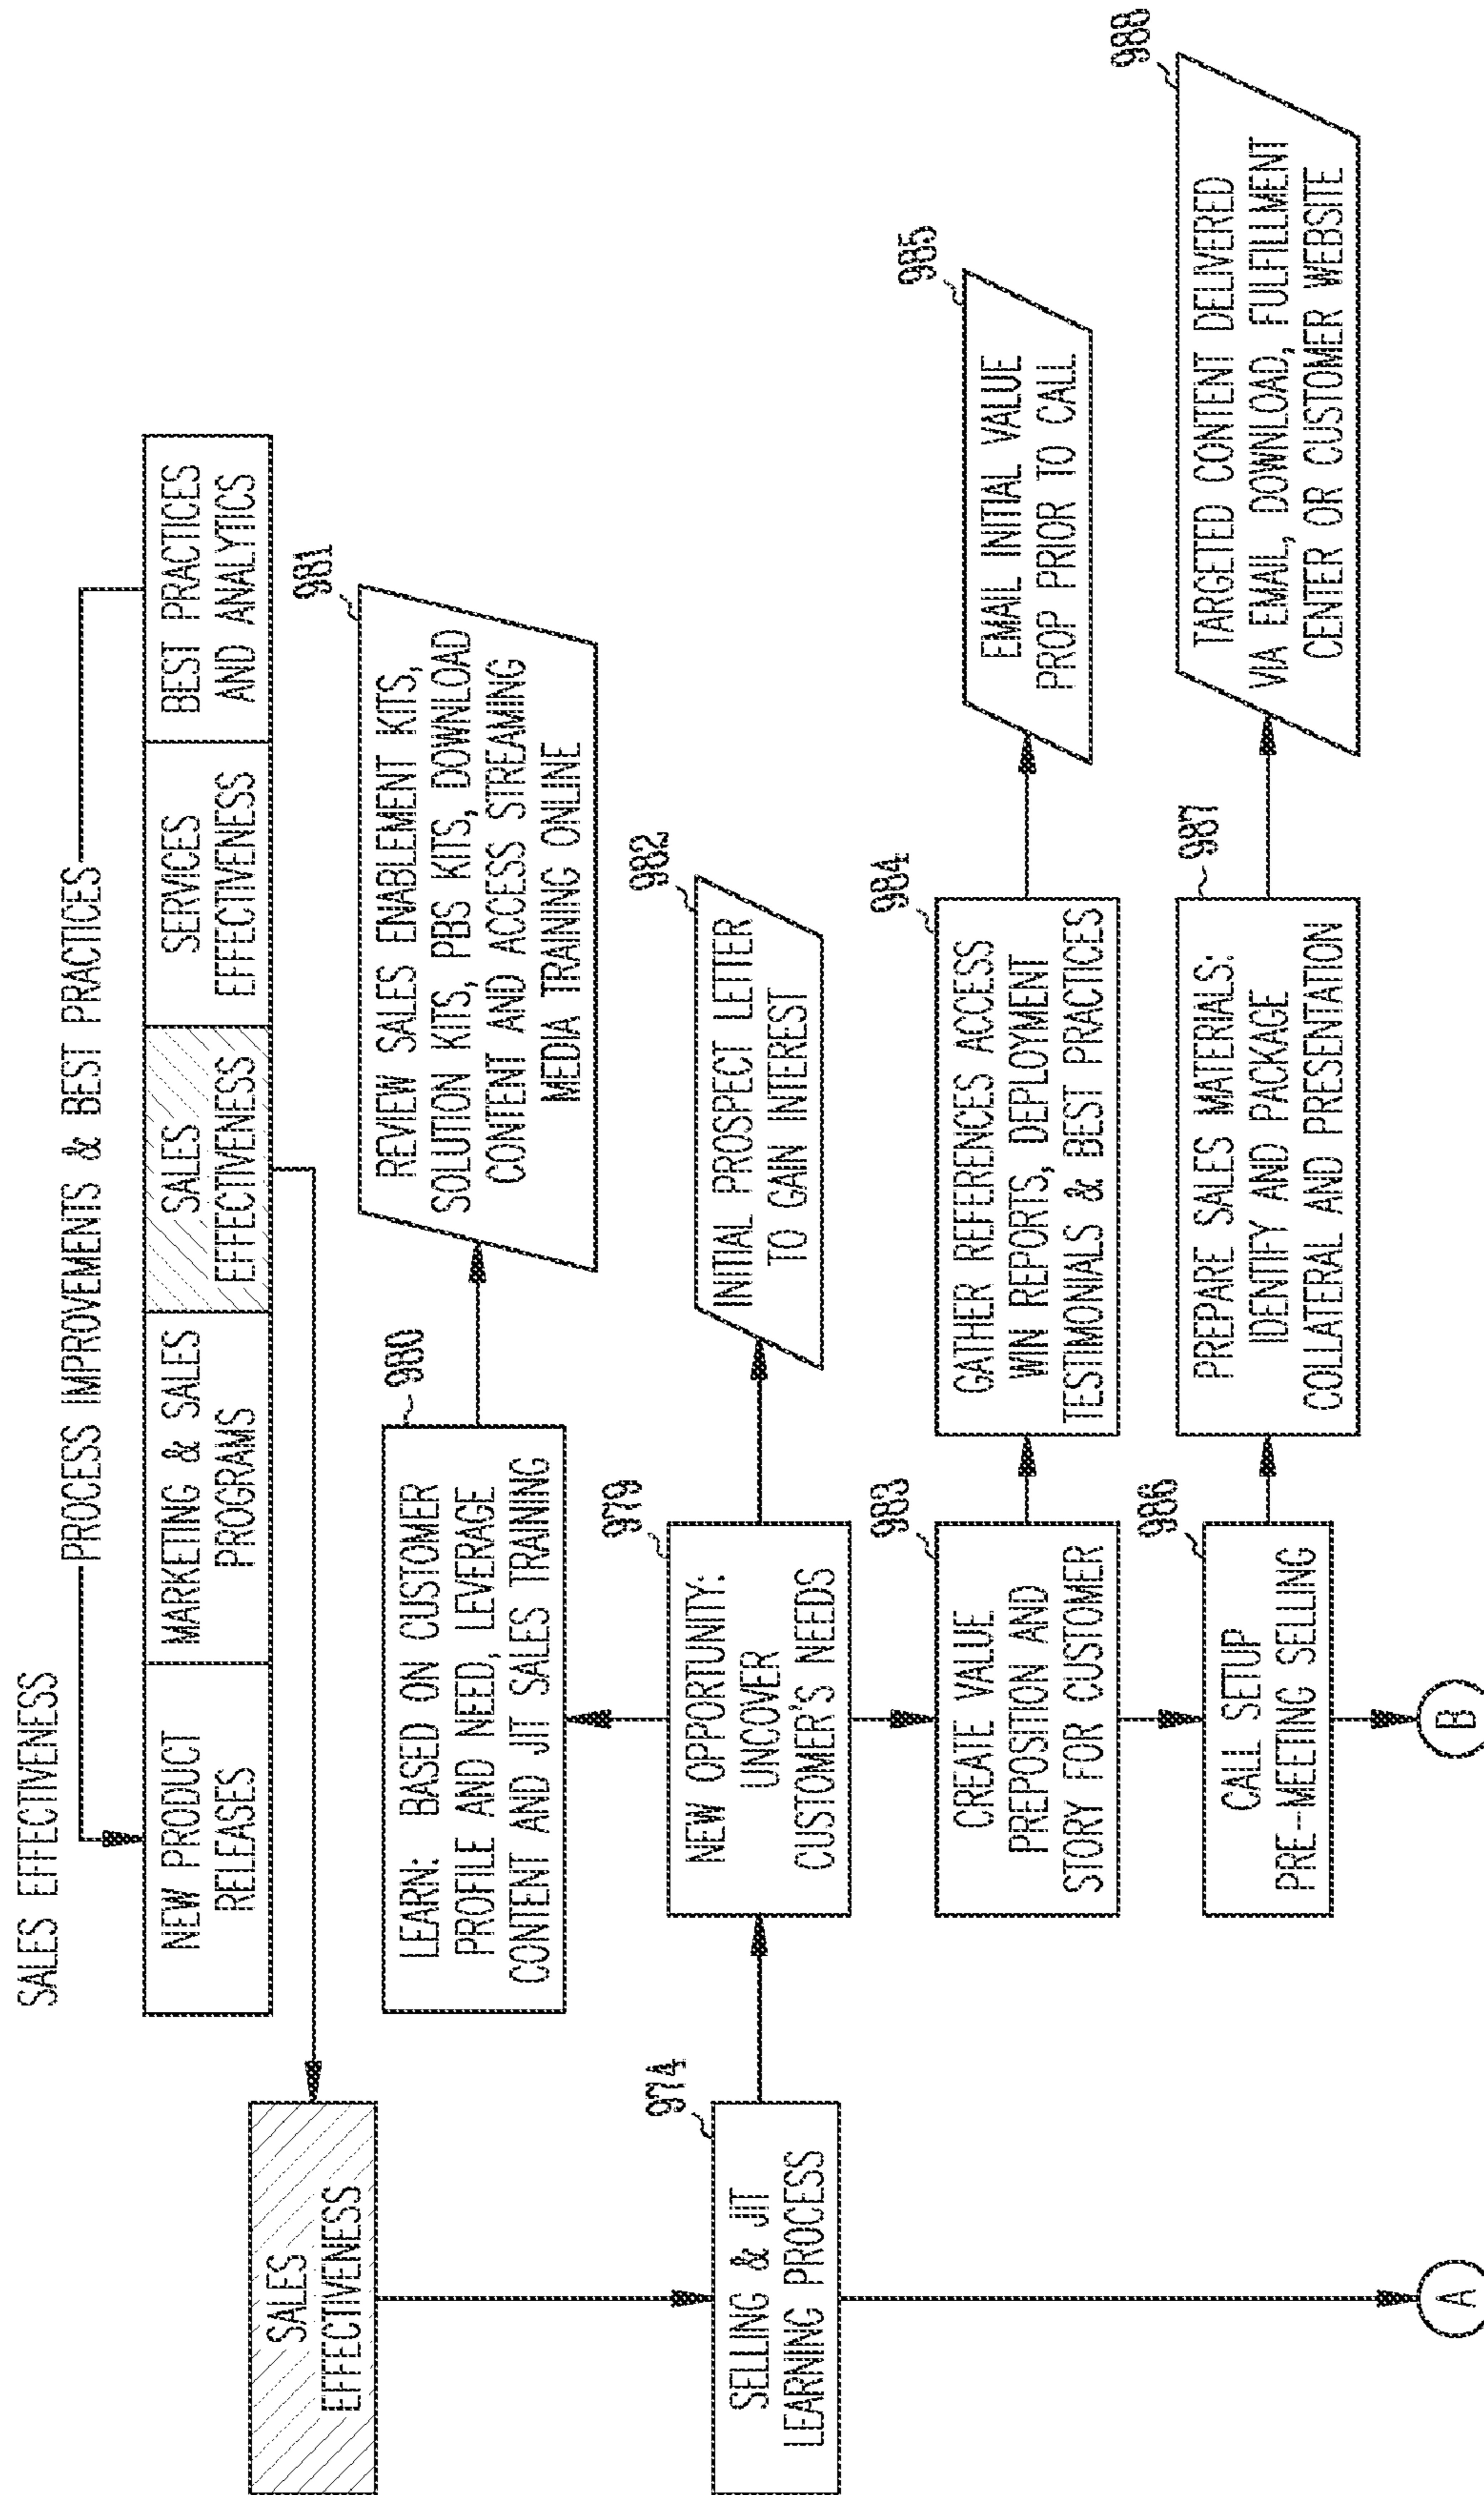 SALES EFFECTIVENESS
PROCESS IMPROVEMENTS & BEST PRACTICES
NEW PRODUCT
RELEASES
MARKETING & SALES
PROGRAMS
SALES
EFFECTIVENESS
SERVICES
EFFECTIVENESS
BEST PRACTICES
AND ANALYTICS
SALES
EFFECTIVENESS
974
SELLING & JIT
LEARNING PROCESS
980
LEARN: BASED ON CUSTOMER
PROFILE AND NEED, LEVERAGE
CONTENT AND JIT SALES TRAINING
981
REVIEW SALES ENABLEMENT KITS,
SOLUTION KITS, PBS KITS, DOWNLOAD
CONTENT AND ACCESS STREAMING
MEDIA TRAINING ONLINE
979
NEW OPPORTUNITY:
UNCOVER
CUSTOMER'S NEEDS
982
INITIAL PROSPECT LETTER
TO GAIN INTEREST
983
CREATE VALUE
PREPOSITION AND
STORY FOR CUSTOMER
984
GATHER REFERENCES ACCESS
WIN REPORTS, DEPLOYMENT
TESTIMONIALS & BEST PRACTICES
985
EMAIL INITIAL VALUE
PROP PRIOR TO CALL
986
CALL SETUP
PRE-MEETING SELLING
987
PREPARE SALES MATERIALS:
IDENTIFY AND PACKAGE
COLLATERAL AND PRESENTATION
988
TARGETED CONTENT DELIVERED
VIA EMAIL, DOWNLOAD, FULFILLMENT
CENTER OR CUSTOMER WEBSITE
A
B